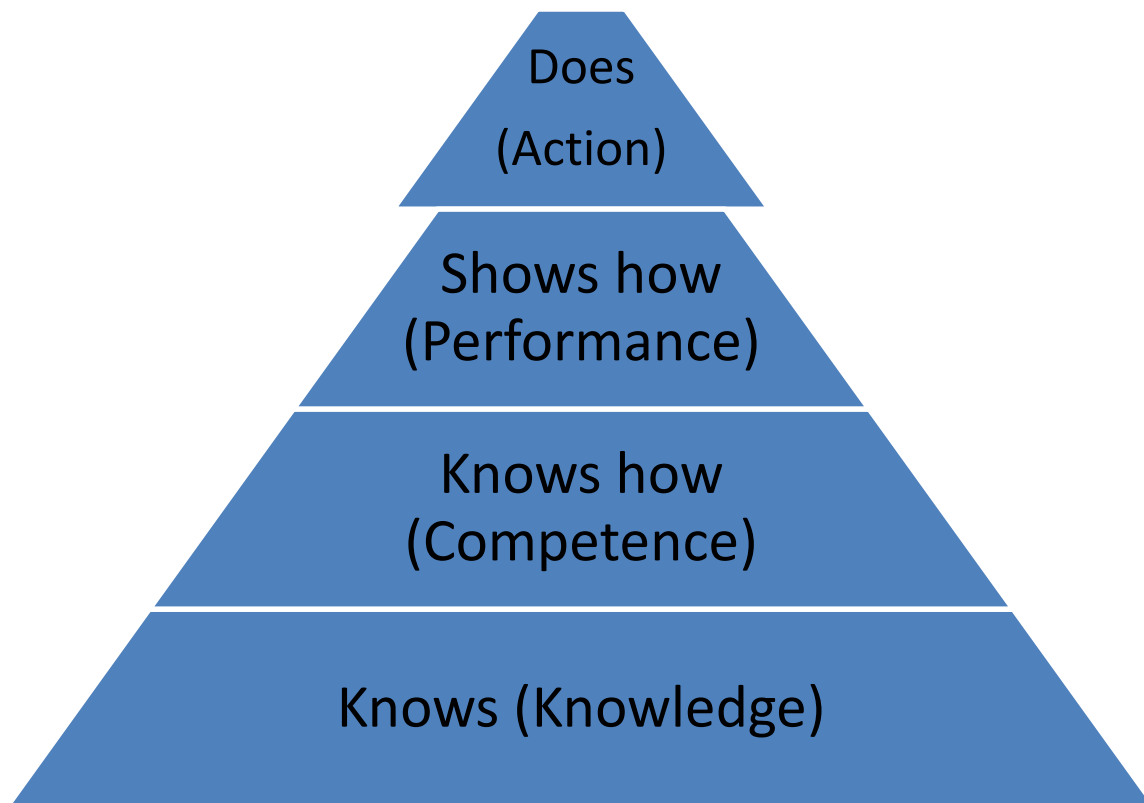 Does
(Action)
Shows how
(Performance)
Knows how
(Competence)
Knows (Knowledge)